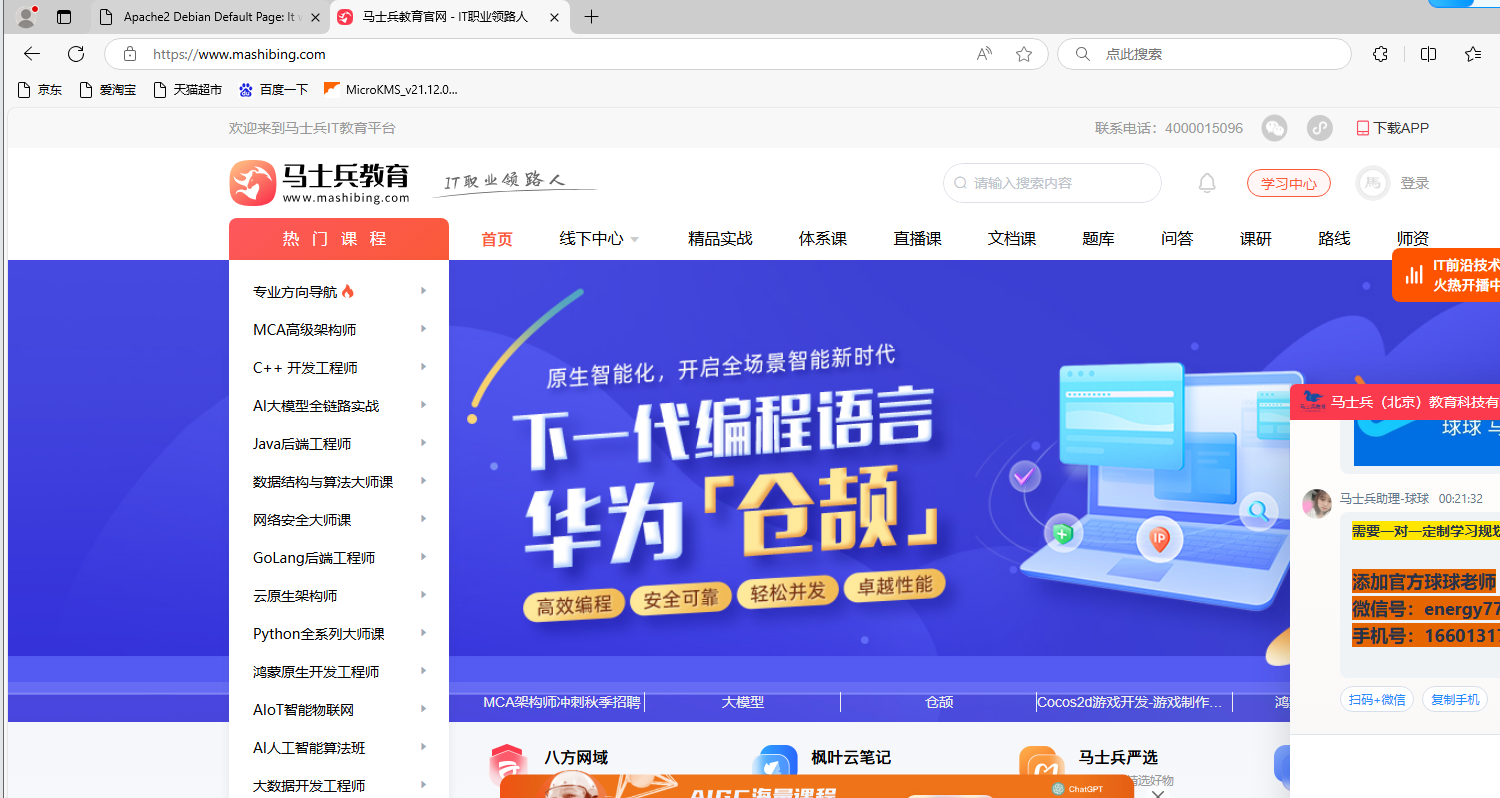 Apache2 Debian Default Page: It
马士兵教育官网 - IT职业领路人
https://www.mashibing.com
点此搜索
京东
爱淘宝
天猫超市
百度一下
MicroKMS_v21.12.0...
欢迎来到马士兵IT教育平台
联系电话：4000015096
下载APP
马士兵教育
www.mashibing.com
IT职业领路人
请输入搜索内容
学习中心
登录
热门课程
首页
线下中心
精品实战
体系课
直播课
文档课
题库
问答
课研
路线
师资
IT前沿技术
火热开播中
专业方向导航
MCA高级架构师
C++ 开发工程师
AI大模型全链路实战
Java后端工程师
数据结构与算法大师课
网络安全大师课
GoLang后端工程师
云原生架构师
Python全系列大师课
鸿蒙原生开发工程师
AIoT智能物联网
AI人工智能算法班
大数据开发工程师
原生智能化，开启全场景智能新时代
下一代编程语言
华为「仓颉」
高效编程
安全可靠
轻松并发
卓越性能
IP
MCA架构师冲刺秋季招聘
大模型
仓颉
Cocos2d游戏开发-游戏制作...
鸿
马士兵（北京）教育科技有
球球
马士兵助理-球球 00:21:32
需要一对一定制学习规划
添加官方球球老师
微信号：energy77
手机号：1660131
扫码+微信
复制手机
八方网域
枫叶云笔记
马士兵严选
精选好物
AIGC海量课程
ChatGPT